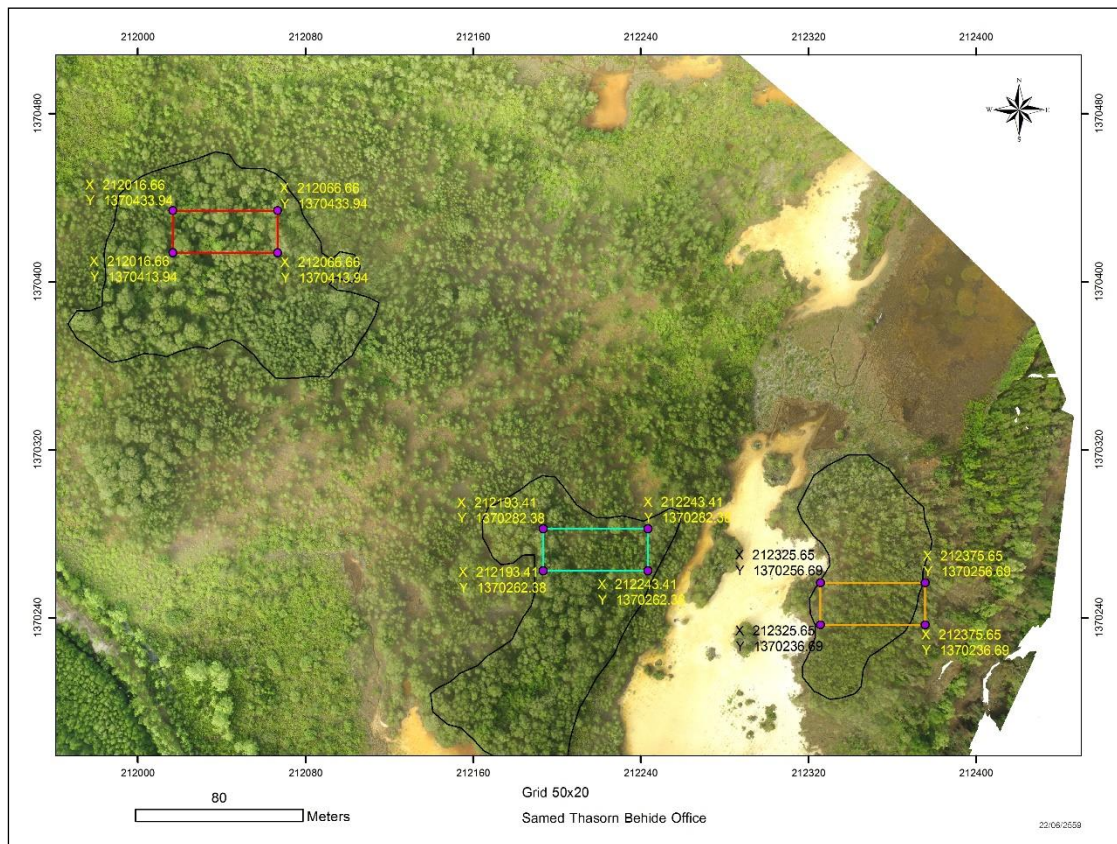 212000 212080 212160 212240 212320 212400
1370480
1370400
1370320
1370240
1370480
1370400
1370320
1370240
N
W E
S
X 212016.66
Y 1370433.94
X 212066.66
Y 1370433.94
X 212016.66
Y 1370413.94
X 212066.66
Y 1370413.94
X 212193.41
Y 1370282.38
X 212243.41
Y 1370282.38
X 212193.41
Y 1370262.38
X 212243.41
Y 1370262.38
X 212325.65
Y 1370256.69
X 212375.65
Y 1370256.69
X 212325.65
Y 1370236.69
X 212375.65
Y 1370236.69
212000 212080 212160 212240 212320 212400
80
Meters
Grid 50x20
Samed Thasorn Behide Office
22/06/2559